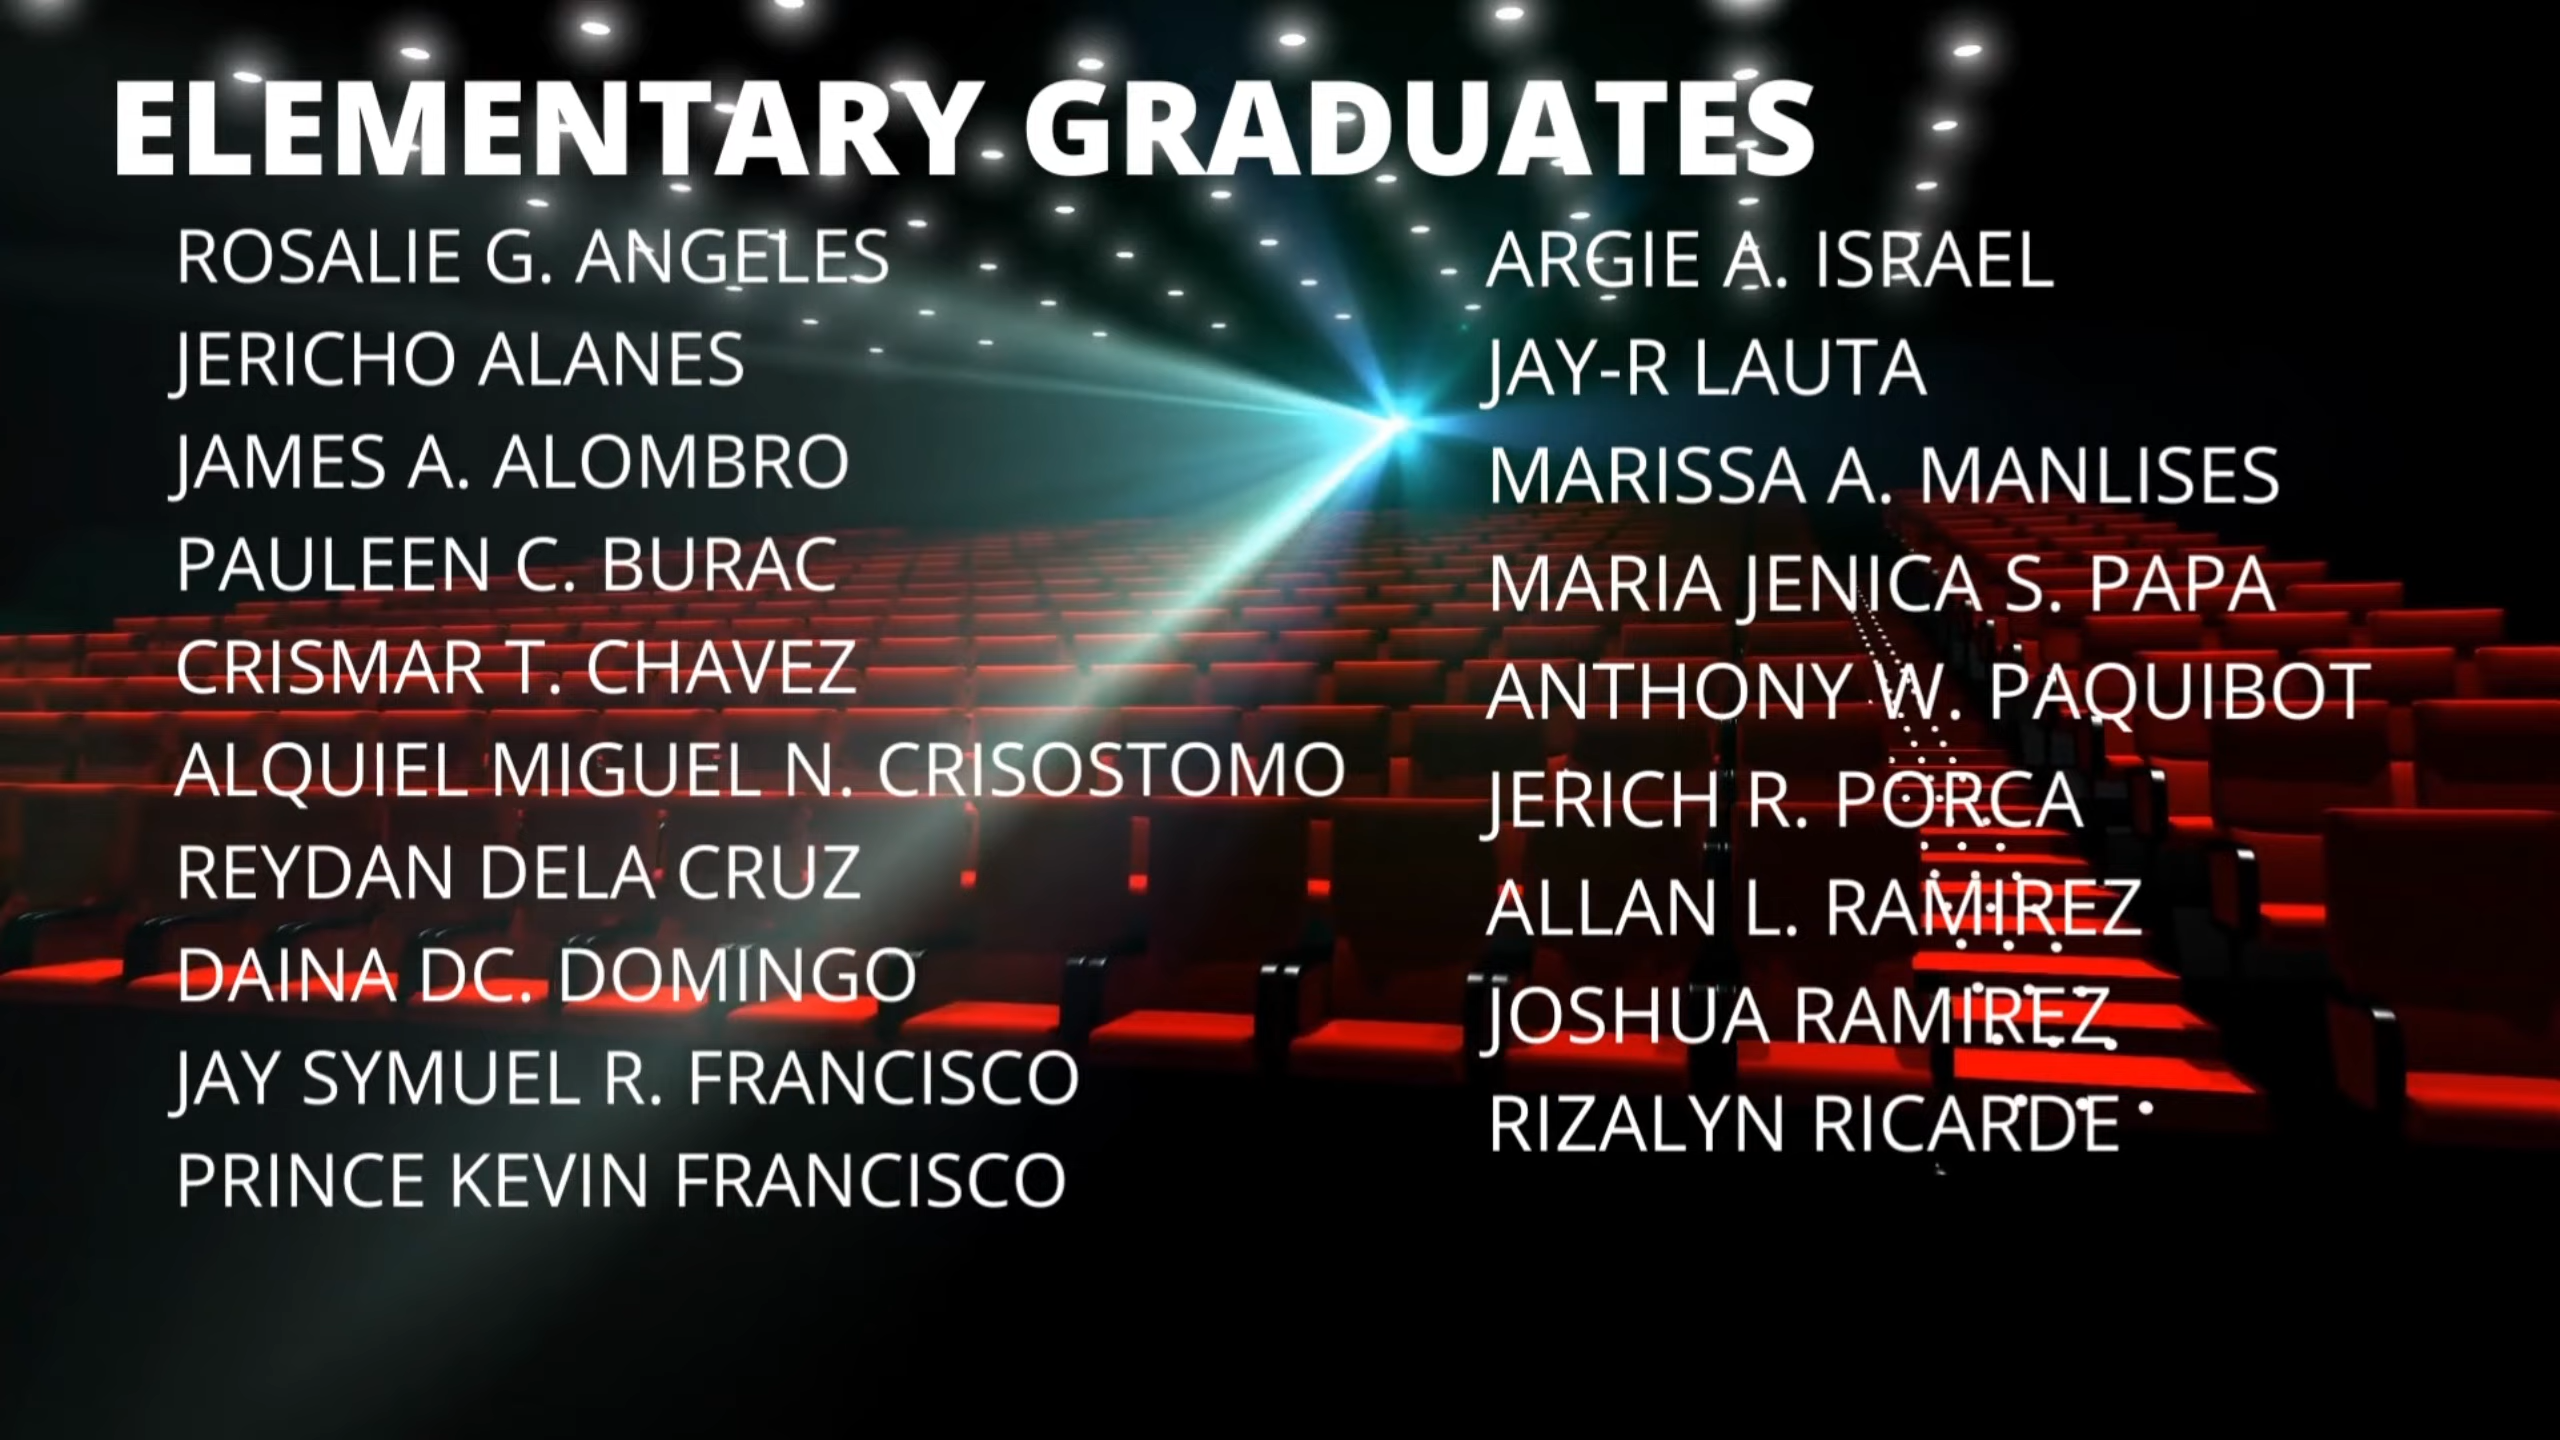 ELEMENTARY GRADUATES
ROSALIE G. ANGELES
JERICHO ALANES
JAMES A. ALOMBRO
PAULEEN C. BURAC
CRISMAR T. CHAVEZ
ALQUIEL MIGUEL N. CRISOSTOMO
REYDAN DELA CRUZ
DAINA DC. DOMINGO
JAY SYMUEL R. FRANCISCO
PRINCE KEVIN FRANCISCO
ARGIE A. ISRAEL
JAY-R LAUTA
MARISSA A. MANLISES
MARIA JENICA S. PAPA
ANTHONY W. PAQUIBOT
JERICH R. PORCA
ALLAN L. RAMIREZ
JOSHUA RAMIREZ
RIZALYN RICARDE